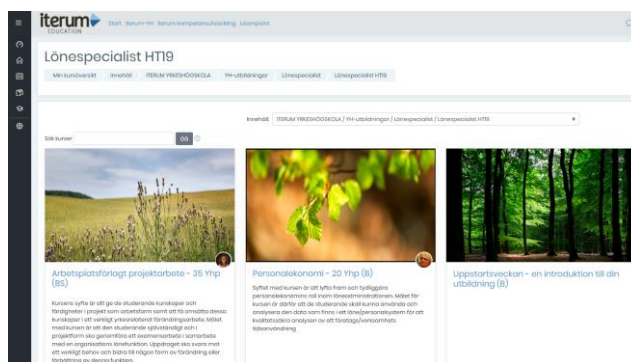 iterum
EDUCATION
Start Iterum-YH Iterum kompetensutveckling Learnpoint
Lönespecialist HT19
Min kursöversikt Innehåll ITERUM YRKESHÖGSKOLA YH-utbildningar Lönespecialist Lönespecialist HT19
Innehåll: ITERUM YRKESHÖGSKOLA / YH-utbildningar / Lönespecialist / Lönespecialist HT19
Sök kurser Gå
Arbetsplatsförlagt projektarbete - 35 Yhp
(BS)
Kursens syfte är att ge de studerande kunskaper och
färdigheter i projekt som arbetsform samt att få omsätta dessa
kunskaper i ett verkligt yrkesrelaterat förändringsarbete. Målet
med kursen är att den studerande självständigt och i
projektform ska genomföra ett examensarbete i samarbete
med en organisations lönefunktion. Uppdraget ska svara mot
ett verkligt behov och bidra till någon form av förändring eller
förbättring av denna funktion.
Personalekonomi - 20 Yhp (B)
Syftet med kursen är att lyfta fram och tydliggöra
personalekonomins roll inom löneadministrationen. Målet för
kursen är därför att de studerande skall kunna använda och
analysera den data som finns i ett löne/personalsystem för att
kvalitetssäkra analysen av ett företags/verksamhets
tidsanvändning
Uppstartsveckan - en introduktion till din
utbildning (B)